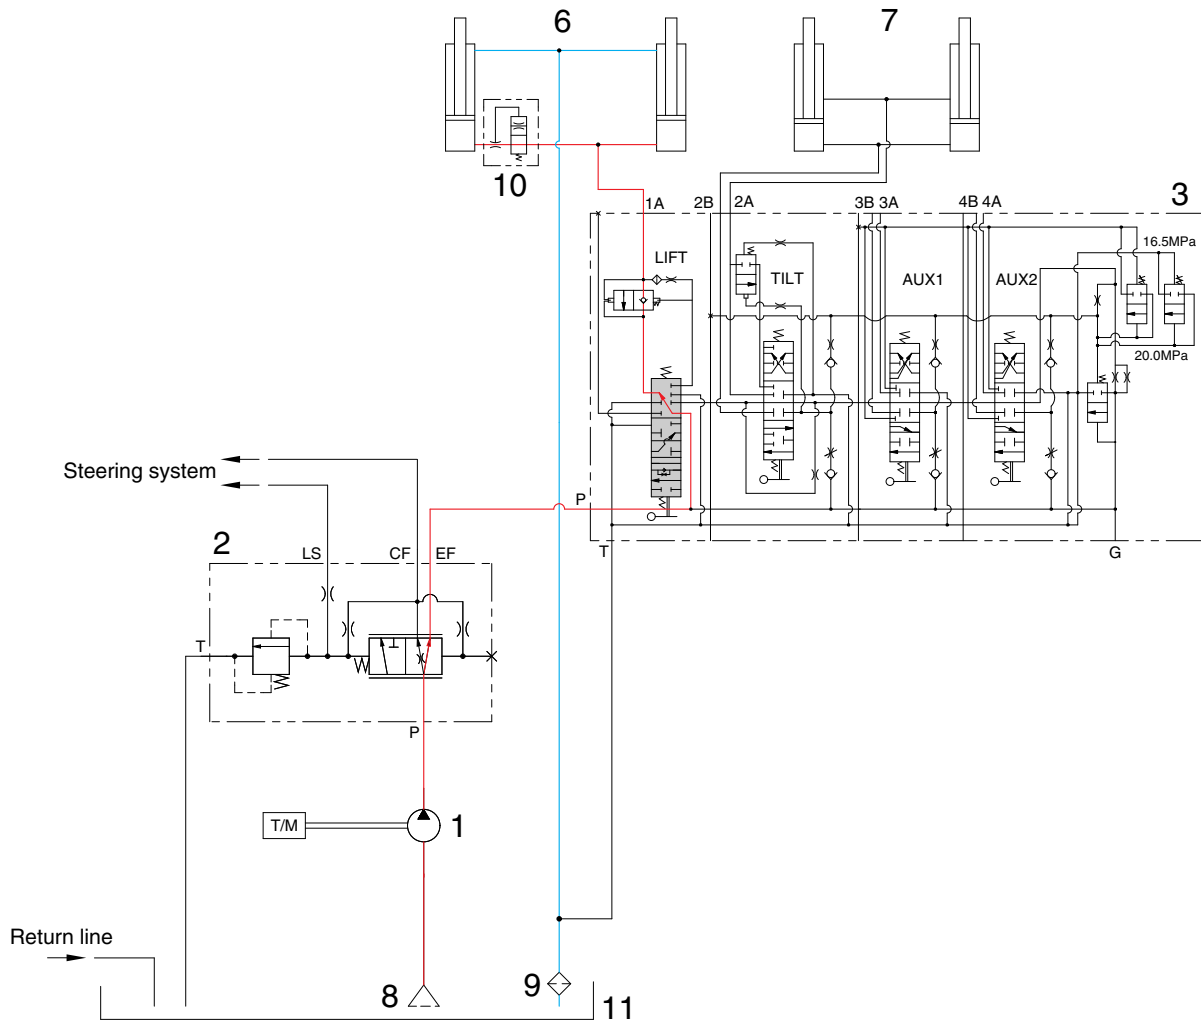 6
7
10
1A
2B
2A
3B
3A
4B
4A
3
LIFT
TILT
AUX1
AUX2
16.5MPa
20.0MPa
Steering system
P
2
LS
CF
EF
T
G
T
P
T/M
1
Return line
8
9
11